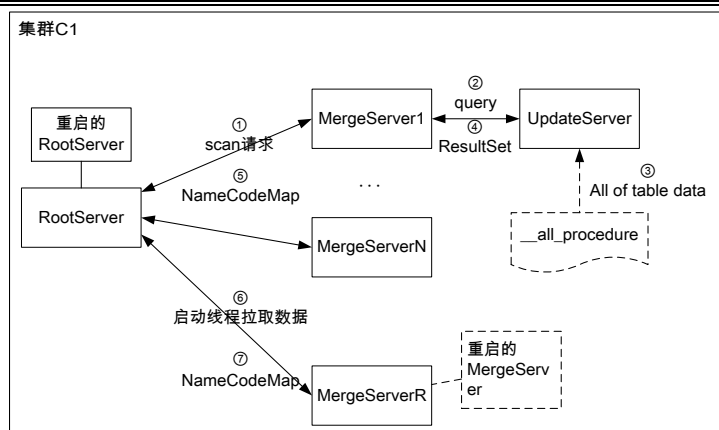 集群C1
重启的
RootServer
RootServer
①
scan请求
⑤
NameCodeMap
MergeServer1
...
MergeServerN
②
query
④
ResultSet
UpdateServer
③
All of table data
__all_procedure
⑥
启动线程拉取数据
⑦
NameCodeMap
MergeServerR
重启的
MergeServ
er